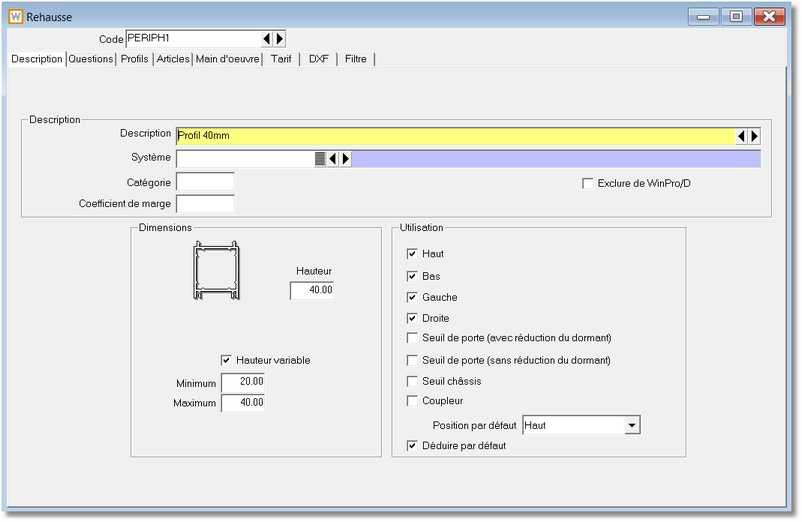 W Rehausse
Code PERIPH1
Description Questions Profils Articles Main d'oeuvre Tarif DXF Filtre
Description
Description Profil 40mm
Système
Catégorie
Exclure de WinPro/D
Coefficient de marge
Dimensions
Hauteur
40.00
Hauteur variable
Minimum 20.00
Maximum 40.00
Utilisation
Haut
Bas
Gauche
Droite
Seuil de porte (avec réduction du dormant)
Seuil de porte (sans réduction du dormant)
Seuil châssis
Coupleur
Position par défaut Haut
Déduire par défaut